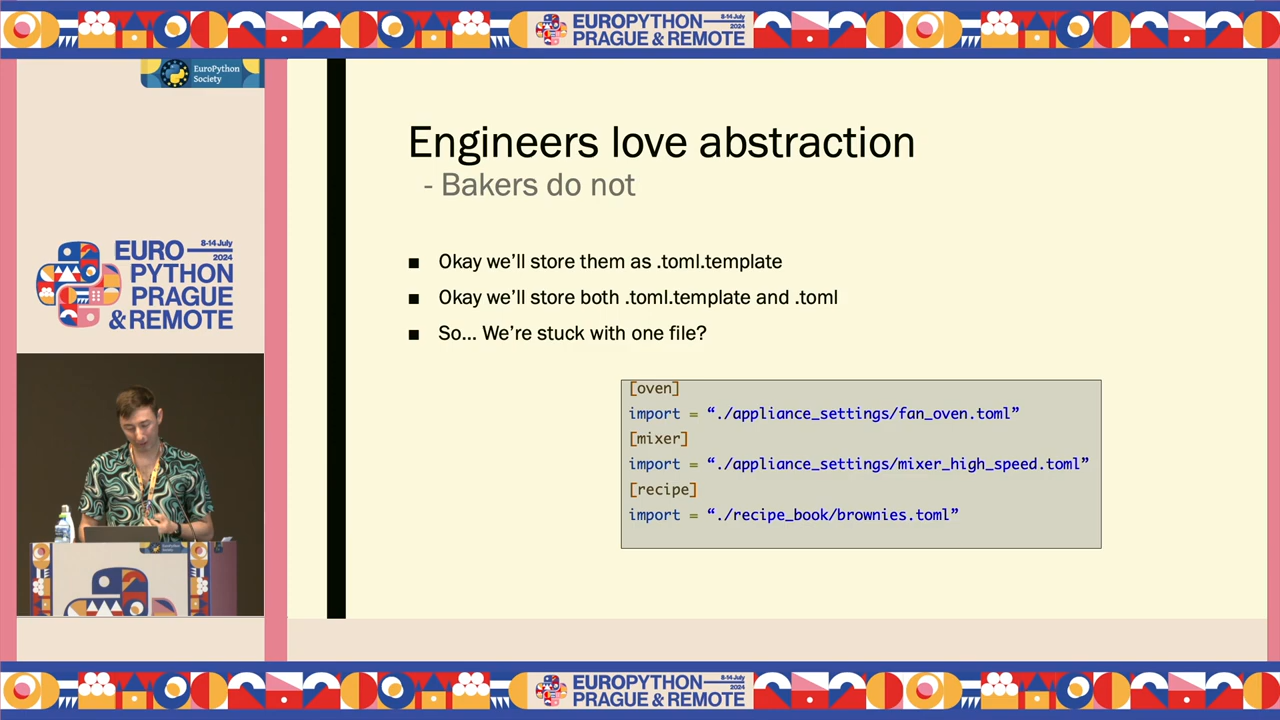 EUROPYTHON
8-14 July
2024
PRAGUE & REMOTE
EuroPython
Society
EURO
8-14 July
2024
PYTHON
PRAGUE
& REMOTE
Engineers love abstraction
- Bakers do not
■ Okay we’ll store them as .toml.template
■ Okay we’ll store both .toml.template and .toml
■ So... We’re stuck with one file?
[oven]
import = “./appliance_settings/fan_oven.toml”
[mixer]
import = “./appliance_settings/mixer_high_speed.toml”
[recipe]
import = “./recipe_book/brownies.toml”
EUROPYTHON
8-14 July
2024
PRAGUE & REMOTE